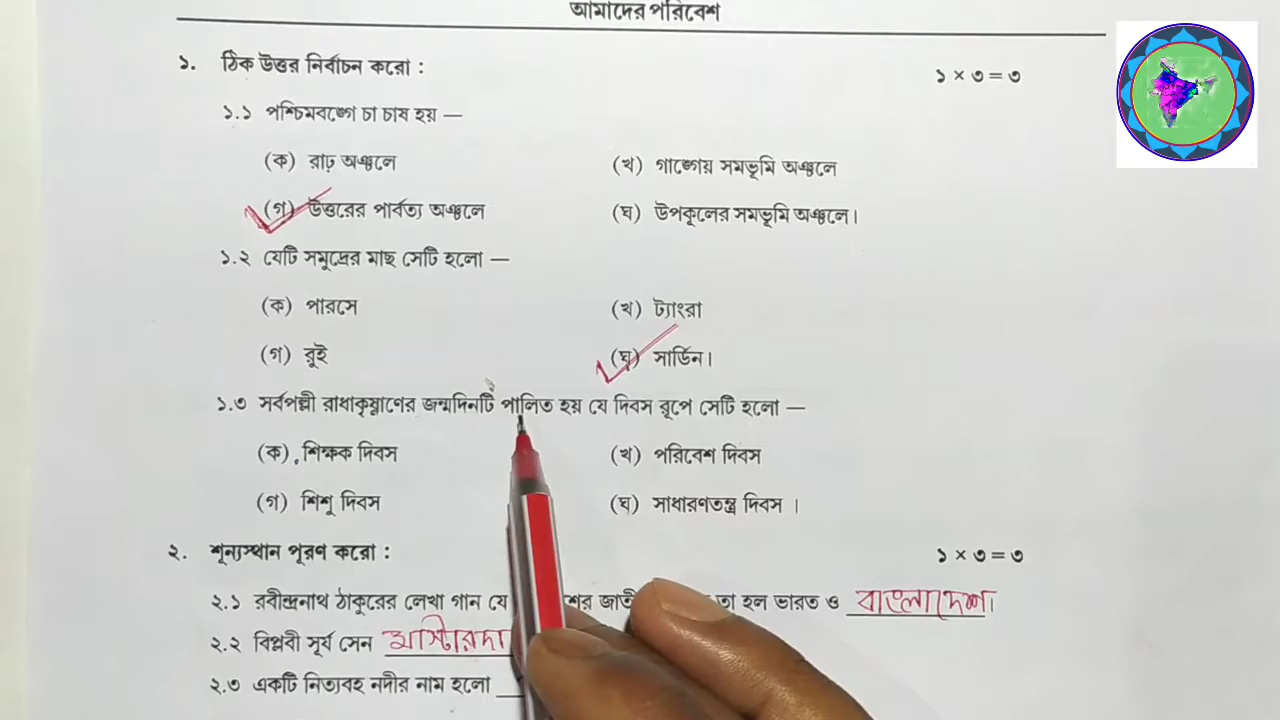 আমাদের পরিবেশ
১. ঠিক উত্তর নির্বাচন করো : ১ × ৩ = ৩
১.১ পশ্চিমবঙ্গে চা চাষ হয় —
(ক) রাঢ় অঞ্চলে (খ) গাঙ্গেয় সমভূমি অঞ্চলে
(গ) উত্তরের পার্বত্য অঞ্চলে (ঘ) উপকূলের সমভূমি অঞ্চলে।
১.২ যেটি সমুদ্রের মাছ সেটি হলো —
(ক) পারসে (খ) ট্যাংরা
(গ) রুই (ঘ) সার্ডিন।
১.৩ সর্বপল্লী রাধাকৃষ্ণাণের জন্মদিনটি পালিত হয় যে দিবস রূপে সেটি হলো —
(ক) শিক্ষক দিবস (খ) পরিবেশ দিবস
(গ) শিশু দিবস (ঘ) সাধারণতন্ত্র দিবস।
২. শূন্যস্থান পূরণ করো : ১ × ৩ = ৩
২.১ রবীন্দ্রনাথ ঠাকুরের লেখা গান যে তা হল ভারত ও বাংলাদেশ।
২.২ বিপ্লবী সূর্য সেন মাস্টারদা
২.৩ একটি নিত্যবহ নদীর নাম হলো